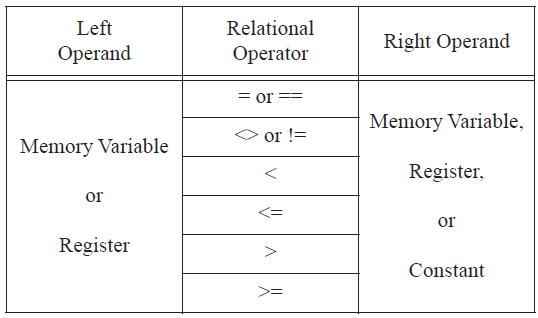 Left
Operand
Relational
Operator
Right Operand
Memory Variable
or
Register
= or ==
<> or !=
<
<=
>
>=
Memory Variable,
Register,
or
Constant